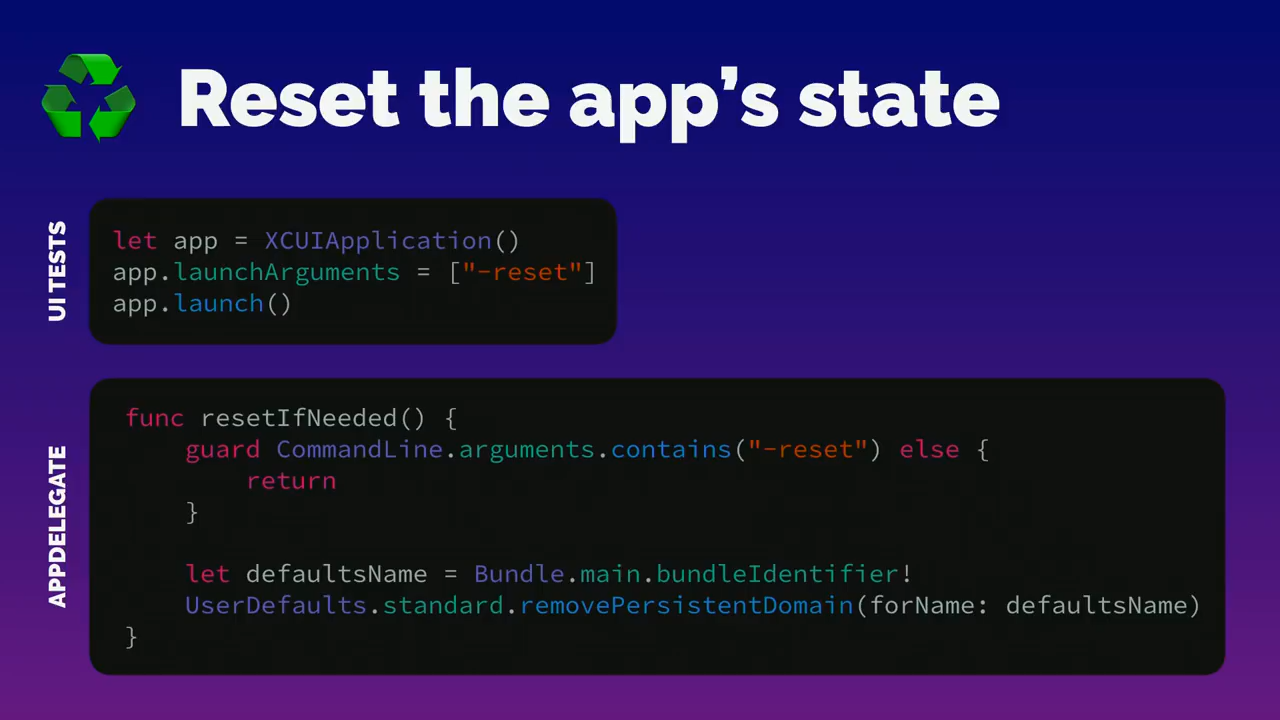 Reset the app’s state
UI TESTS
let app = XCUIApplication()
app.launchArguments = ["-reset"]
app.launch()
APPDELEGATE
func resetIfNeeded() {
    guard CommandLine.arguments.contains("-reset") else {
        return
    }

    let defaultsName = Bundle.main.bundleIdentifier!
    UserDefaults.standard.removePersistentDomain(forName: defaultsName)
}